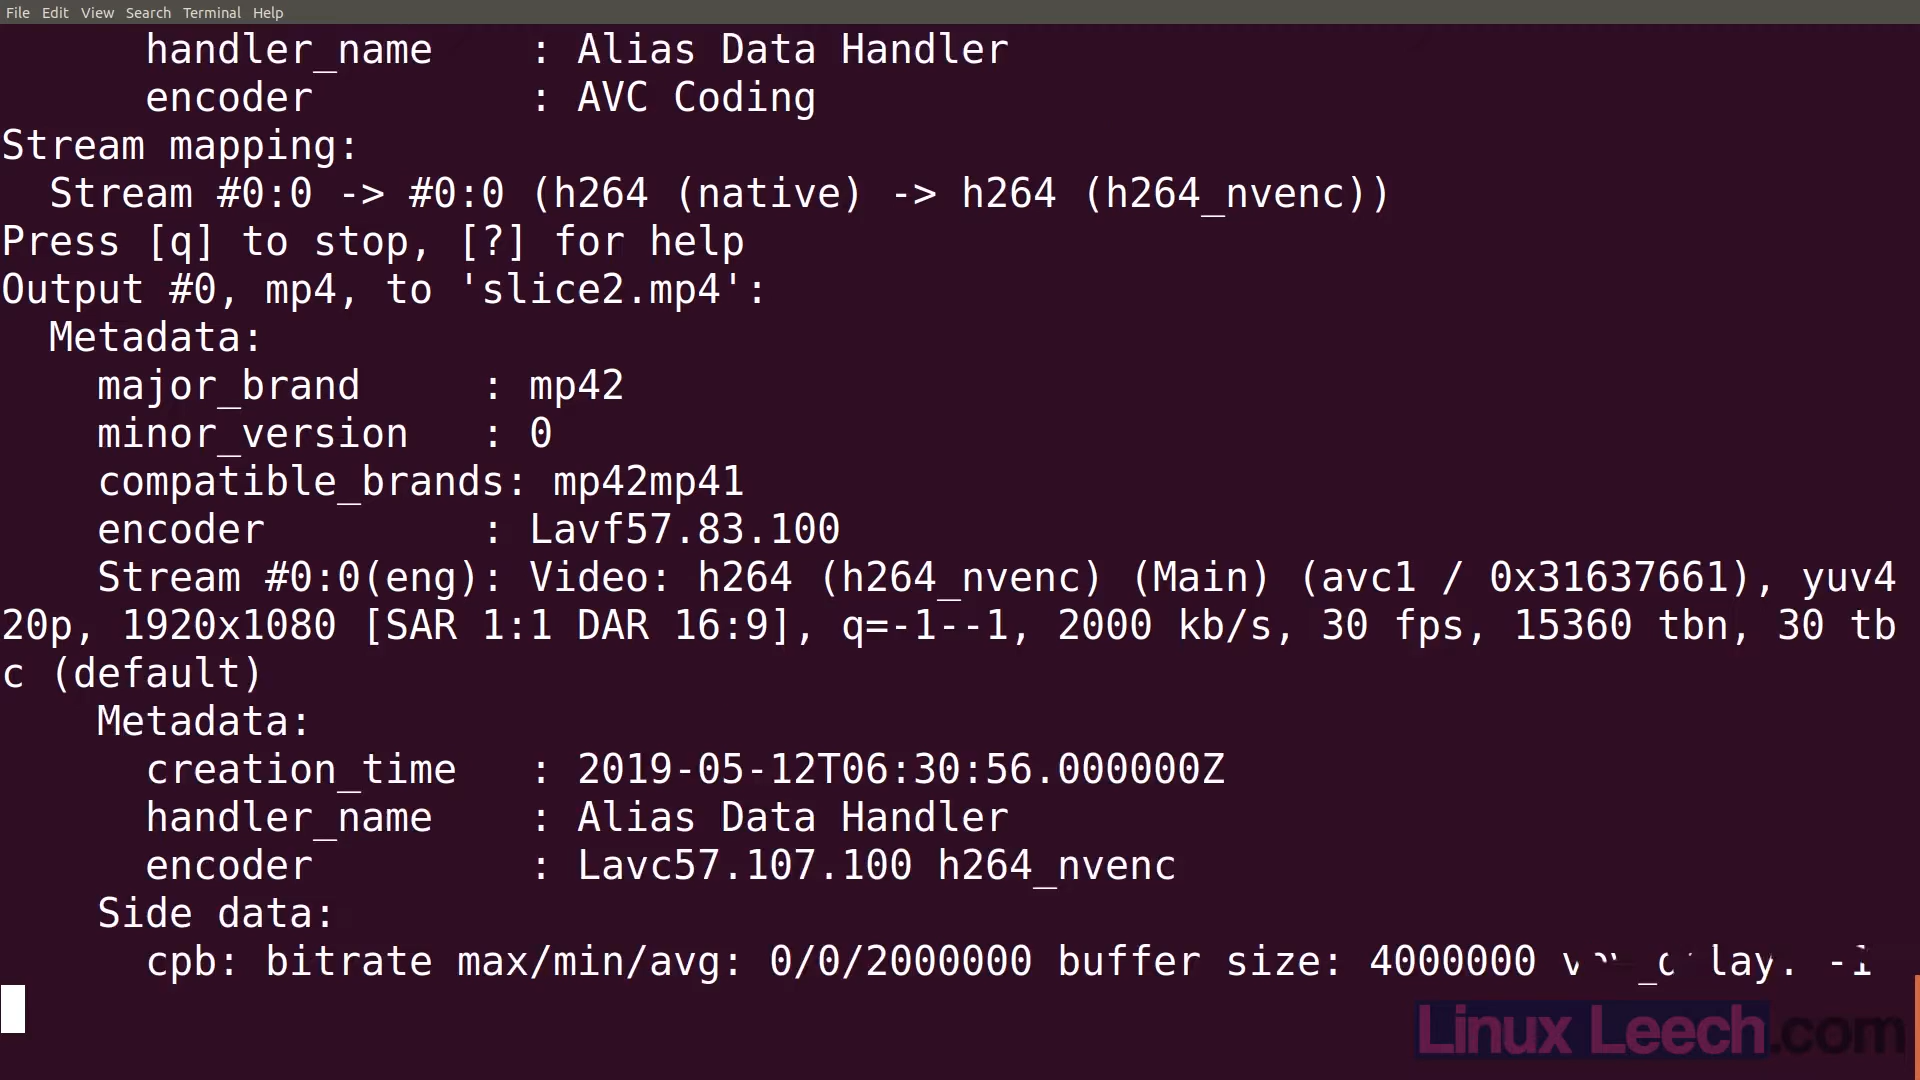 File Edit View Search Terminal Help
handler_name : Alias Data Handler
encoder : AVC Coding
Stream mapping:
Stream #0:0 -> #0:0 (h264 (native) -> h264 (h264_nvenc))
Press [q] to stop, [?] for help
Output #0, mp4, to 'slice2.mp4':
Metadata:
major_brand : mp42
minor_version : 0
compatible_brands: mp42mp41
encoder : Lavf57.83.100
Stream #0:0(eng): Video: h264 (h264_nvenc) (Main) (avc1 / 0x31637661), yuv4
20p, 1920x1080 [SAR 1:1 DAR 16:9], q=-1--1, 2000 kb/s, 30 fps, 15360 tbn, 30 tb
c (default)
Metadata:
creation_time : 2019-05-12T06:30:56.000000Z
handler_name : Alias Data Handler
encoder : Lavc57.107.100 h264_nvenc
Side data:
cpb: bitrate max/min/avg: 0/0/2000000 buffer size: 4000000 -1
Linux Leech.com